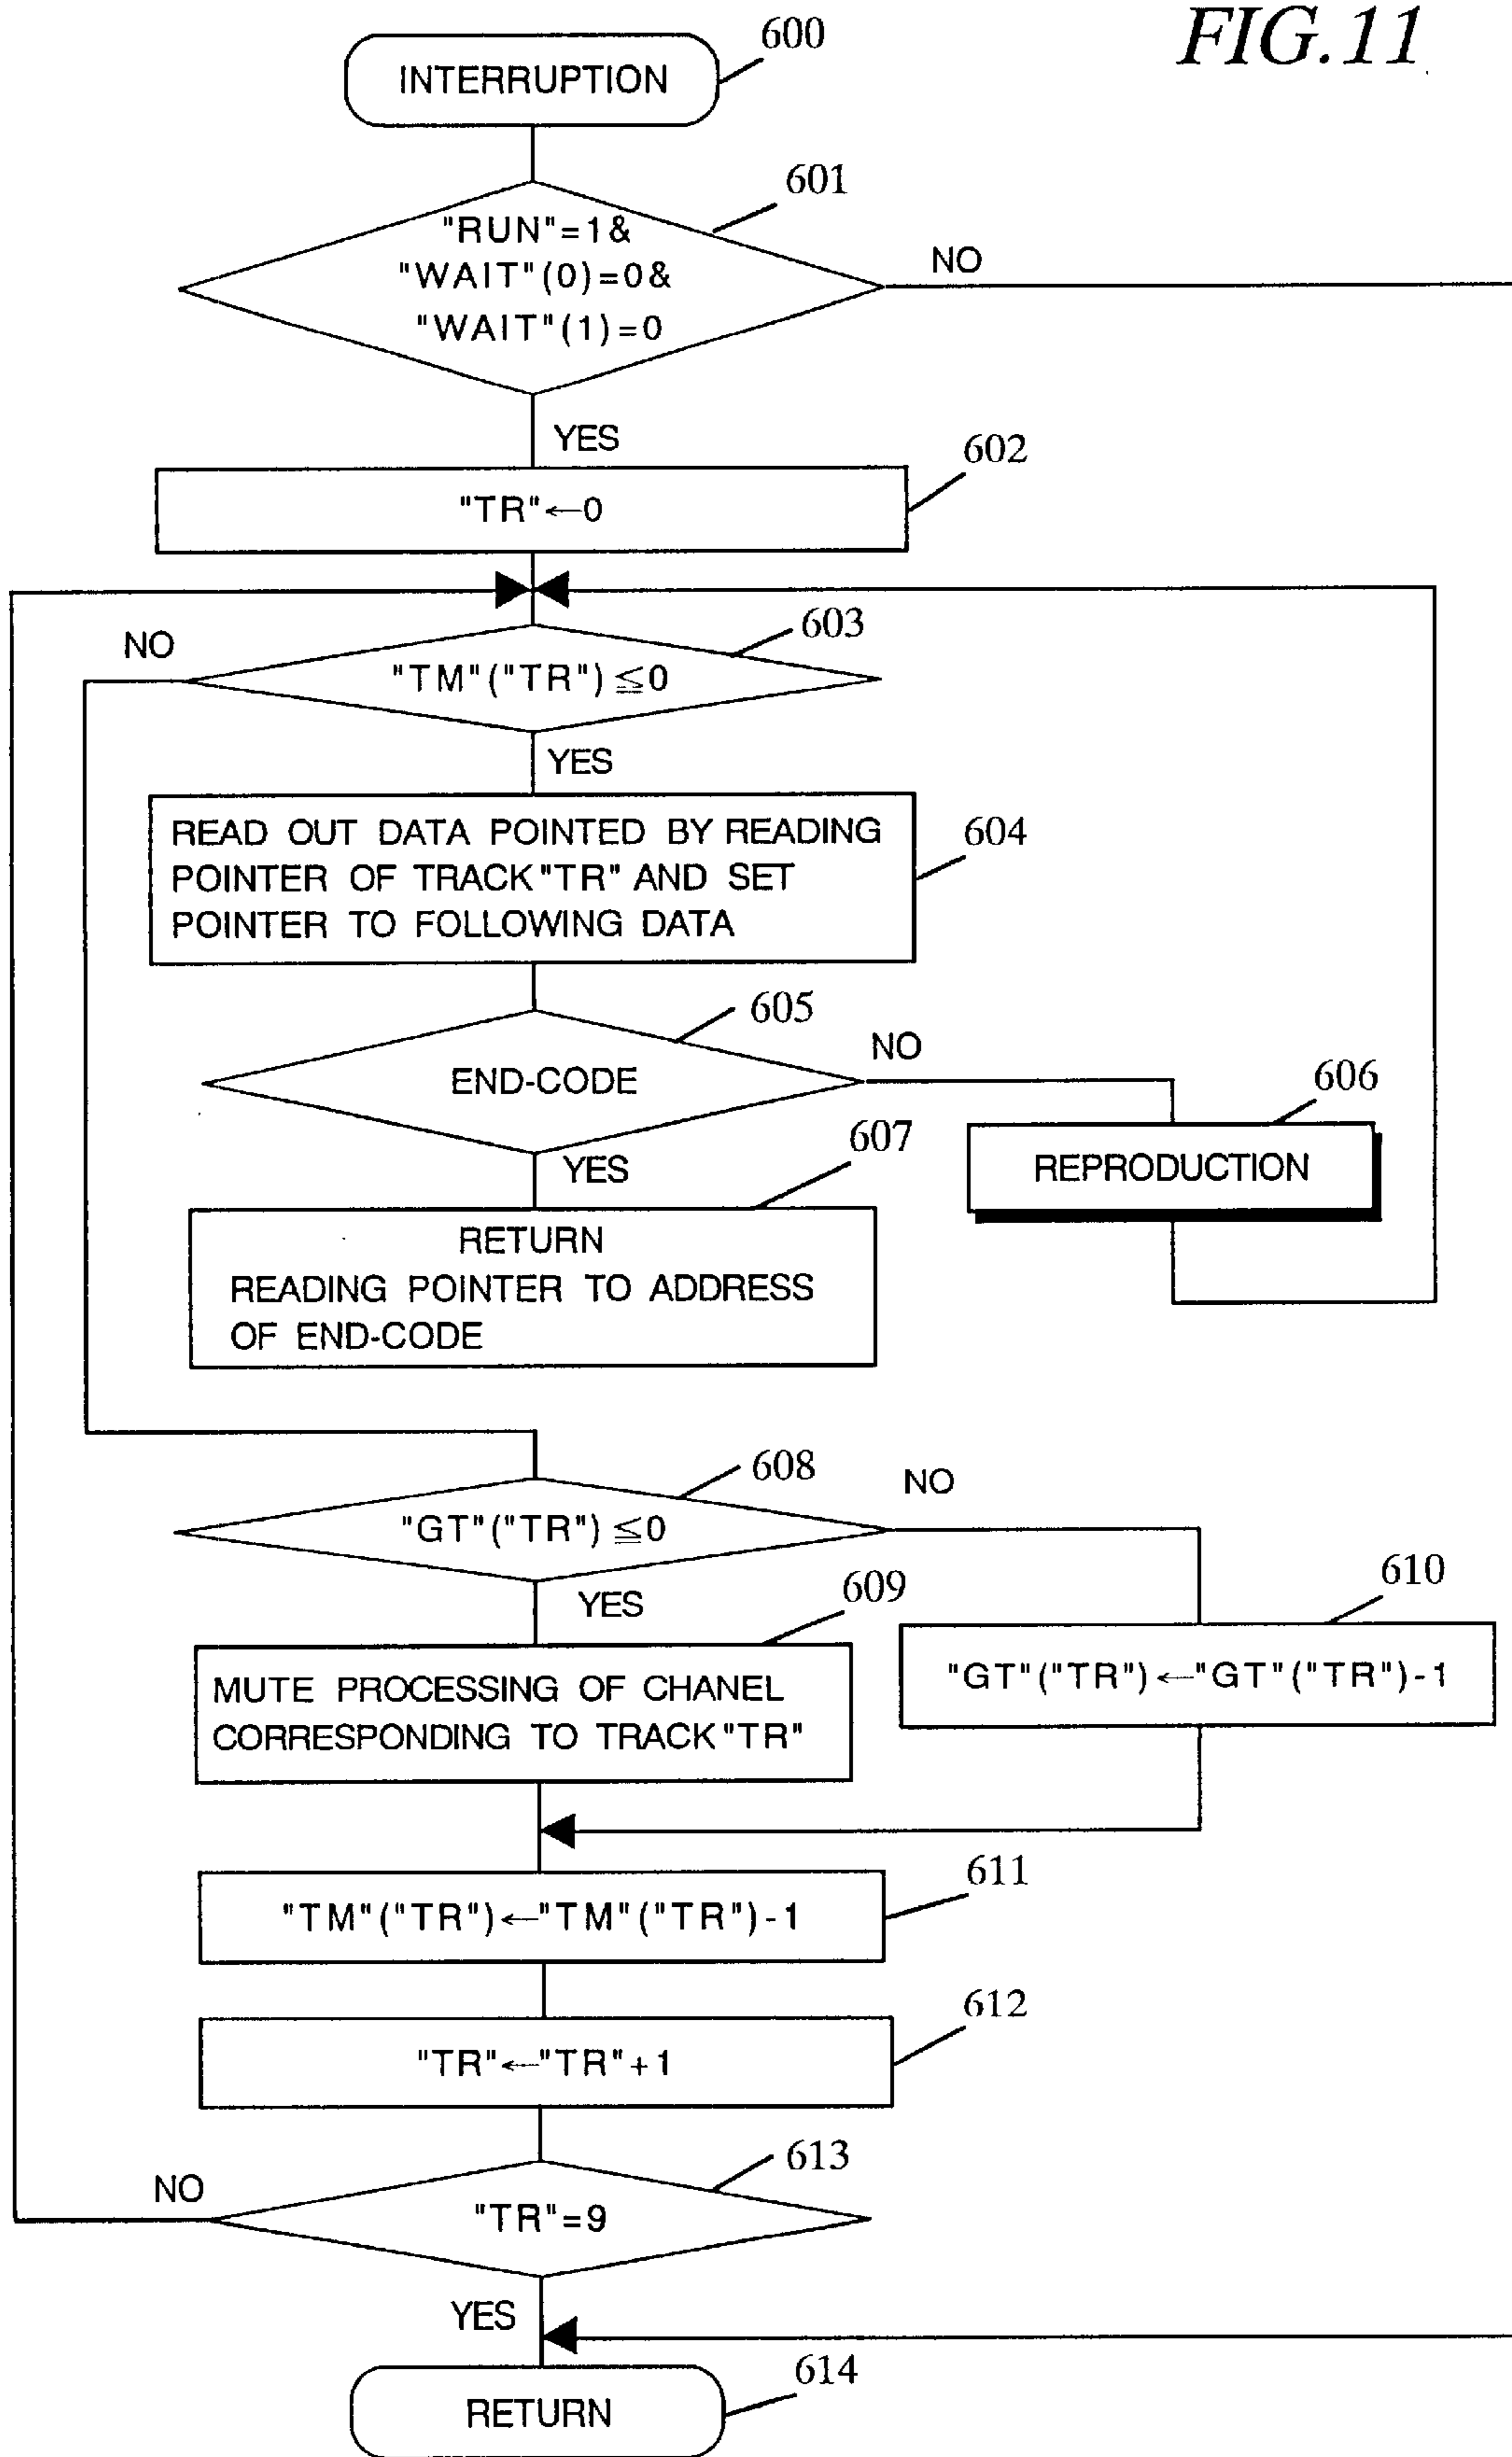 FIG.11
600
INTERRUPTION
601
"RUN"=1&
"WAIT"(0)=0&
"WAIT"(1)=0
NO
YES
602
"TR"←0
603
NO
"TM"("TR")≦0
YES
READ OUT DATA POINTED BY READING
POINTER OF TRACK"TR" AND SET
POINTER TO FOLLOWING DATA
604
605
NO
END-CODE
606
REPRODUCTION
607
YES
RETURN
READING POINTER TO ADDRESS
OF END-CODE
608
NO
"GT"("TR")≦0
YES
609
610
MUTE PROCESSING OF CHANEL
CORRESPONDING TO TRACK"TR"
"GT"("TR")←"GT"("TR")-1
611
"TM"("TR")←"TM"("TR")-1
612
"TR"←"TR"+1
613
NO
"TR"=9
YES
614
RETURN